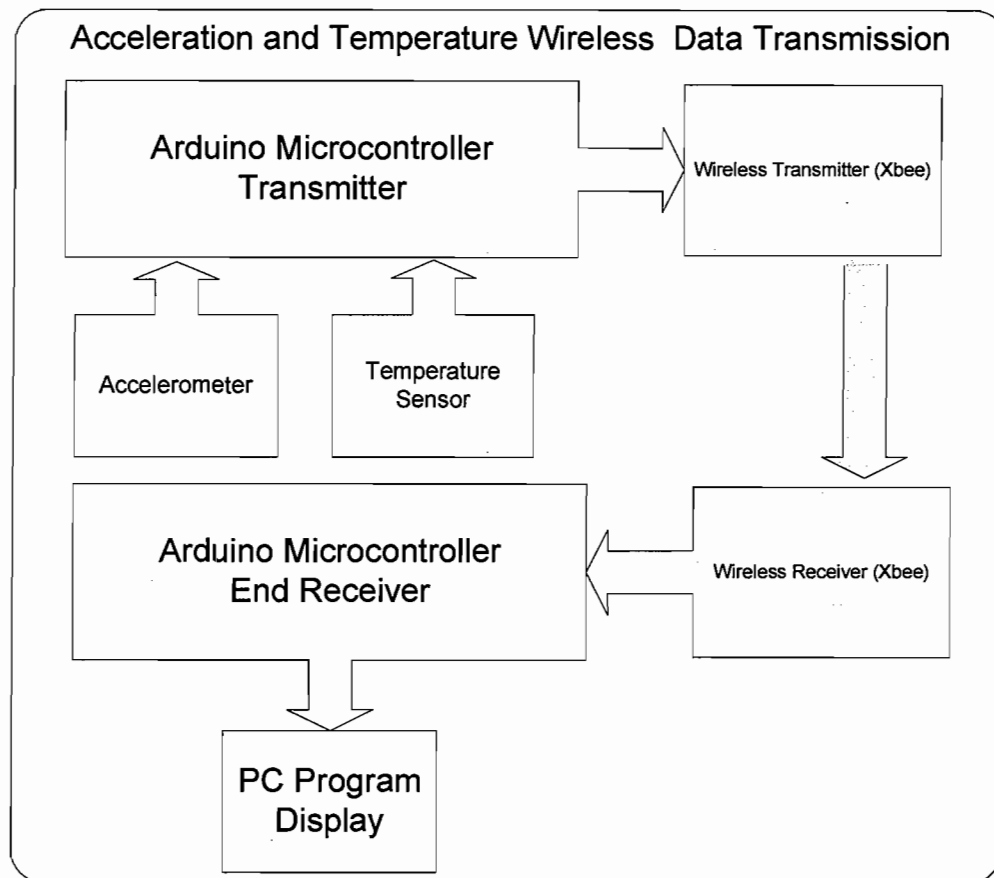 Acceleration and Temperature Wireless Data Transmission
Arduino Microcontroller
Transmitter
Wireless Transmitter (Xbee)
Accelerometer
Temperature
Sensor
Arduino Microcontroller
End Receiver
Wireless Receiver (Xbee)
PC Program
Display